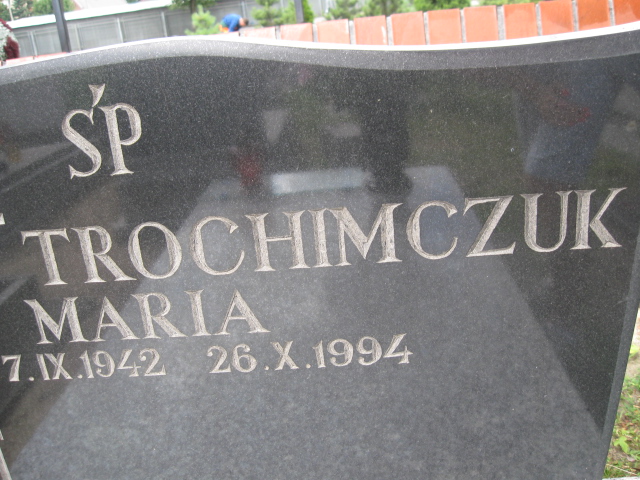 ŚP
TROCHIMCZUK
MARIA
7.IX.1942 26.X.1994